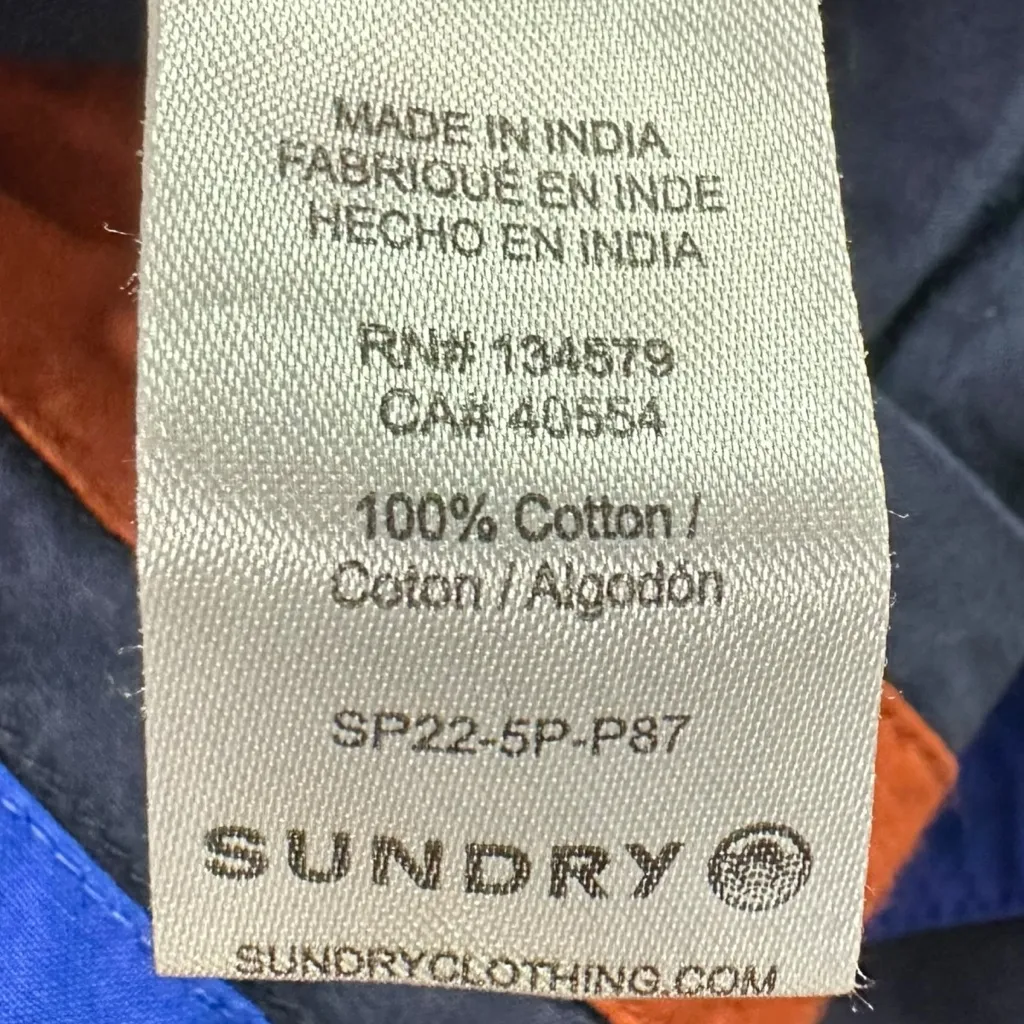 MADE IN INDIA
FABRIQUÉ EN INDE
HECHO EN INDIA
RN# 134579
CA# 40554
100% Cotton /
Coton / Algodón
SP22-5P-P87
SUNDRY
SUNDRYCLOTHING.COM